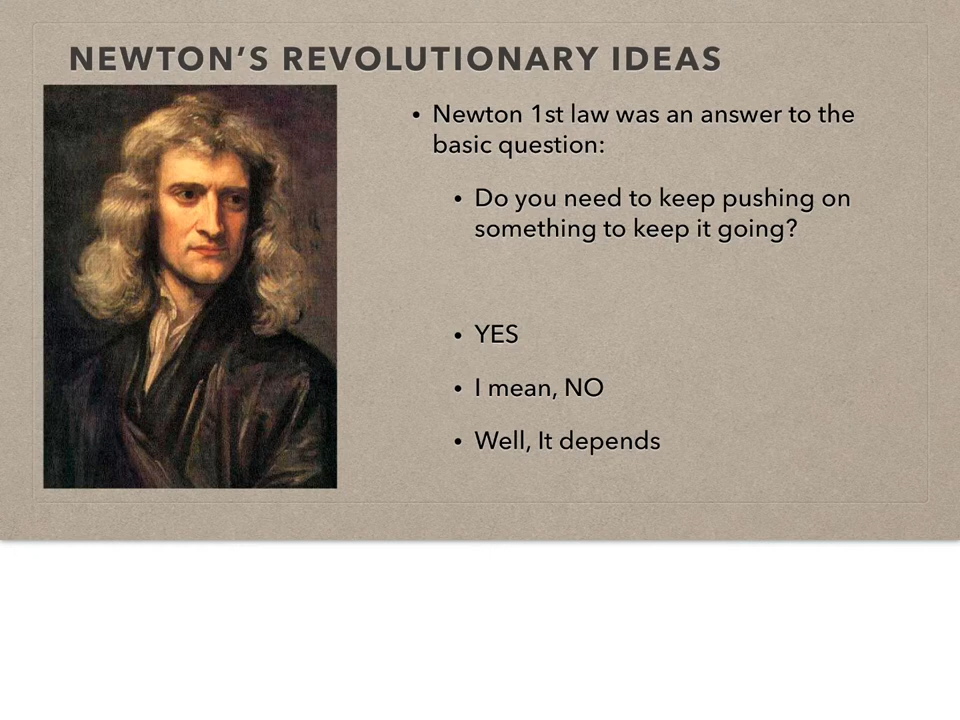 NEWTON’S REVOLUTIONARY IDEAS
• Newton 1st law was an answer to the
basic question:
• Do you need to keep pushing on
something to keep it going?
• YES
• I mean, NO
• Well, It depends